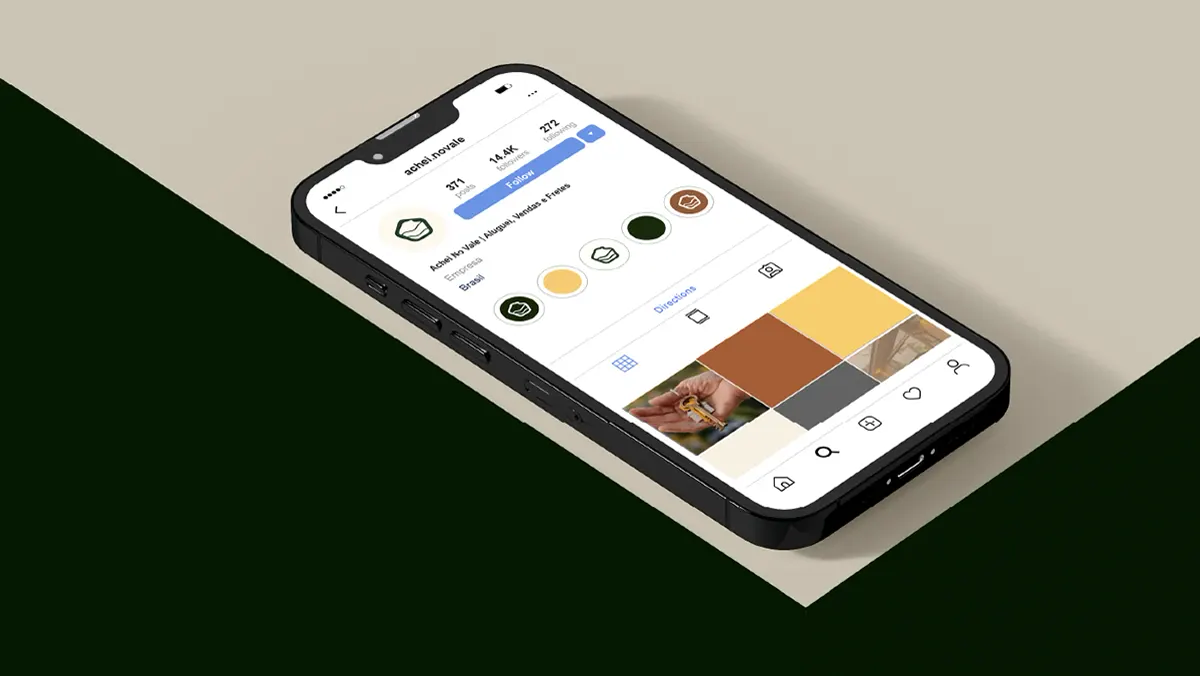 achei.novale
371 14,4K 272
posts followers following
Follow
Achei No Vale | Aluguel, Vendas e Fretes
Empresa
Brasil
Directions